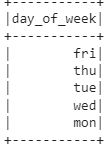 +-----------+
|day_of_week|
+-----------+
|        fri|
|        thu|
|        tue|
|        wed|
|        mon|
+-----------+